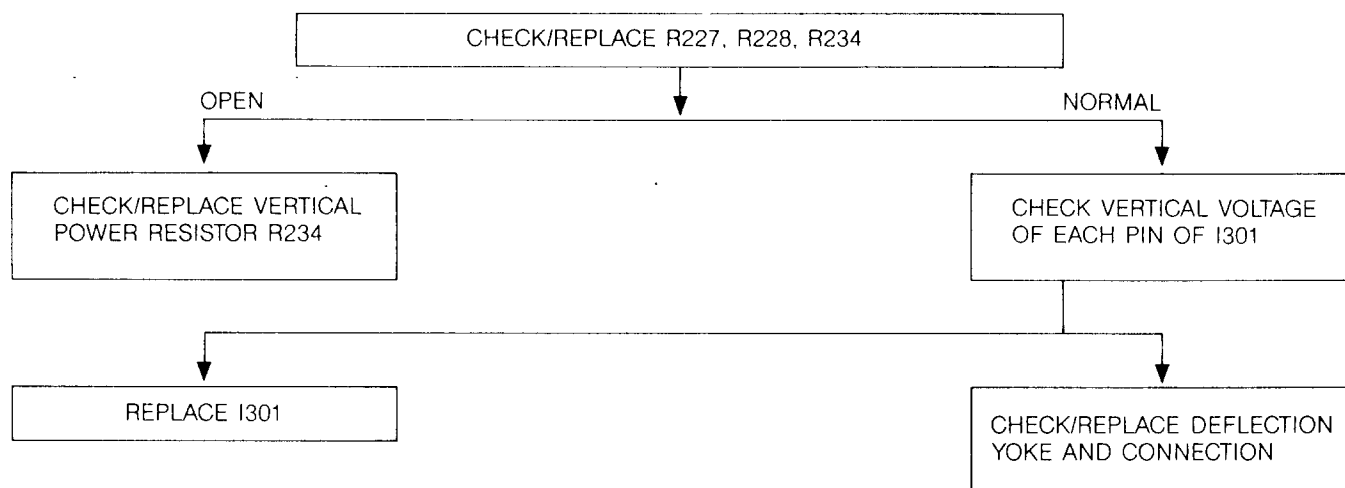 CHECK/REPLACE R227, R228, R234
OPEN
NORMAL
CHECK/REPLACE VERTICAL
POWER RESISTOR R234
CHECK VERTICAL VOLTAGE
OF EACH PIN OF I301
REPLACE I301
CHECK/REPLACE DEFLECTION
YOKE AND CONNECTION